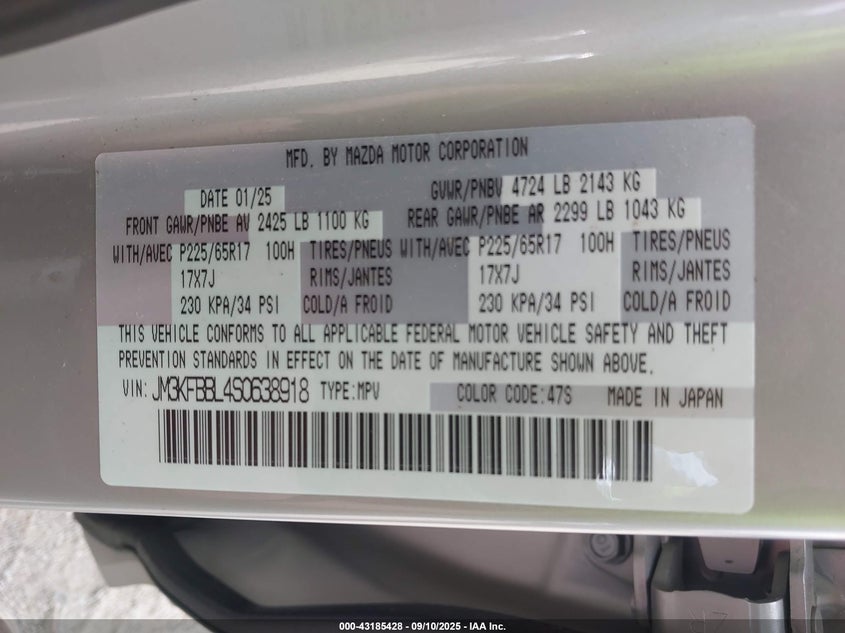 MFD. BY MAZDA MOTOR CORPORATION
DATE 01/25 GVWR/PNBV 4724 LB 2143 KG
FRONT GAWR/PNBE AV 2425 LB 1100 KG REAR GAWR/PNBE AR 2299 LB 1043 KG
WITH/AVEC P225/65R17 100H TIRES/PNEUS WITH/AVEC P225/65R17 100H TIRES/PNEUS
17X7J RIMS/JANTES 17X7J RIMS/JANTES
230 KPA/34 PSI COLD/A FROID 230 KPA/34 PSI COLD/A FROID
THIS VEHICLE CONFORMS TO ALL APPLICABLE FEDERAL MOTOR VEHICLE SAFETY AND THEFT
PREVENTION STANDARDS IN EFFECT ON THE DATE OF MANUFACTURE SHOWN ABOVE.
VIN: JM3KFBBL4S0638918 TYPE:MPV COLOR CODE:47S MADE IN JAPAN
000-43185428 - 09/10/2025 - IAA Inc.